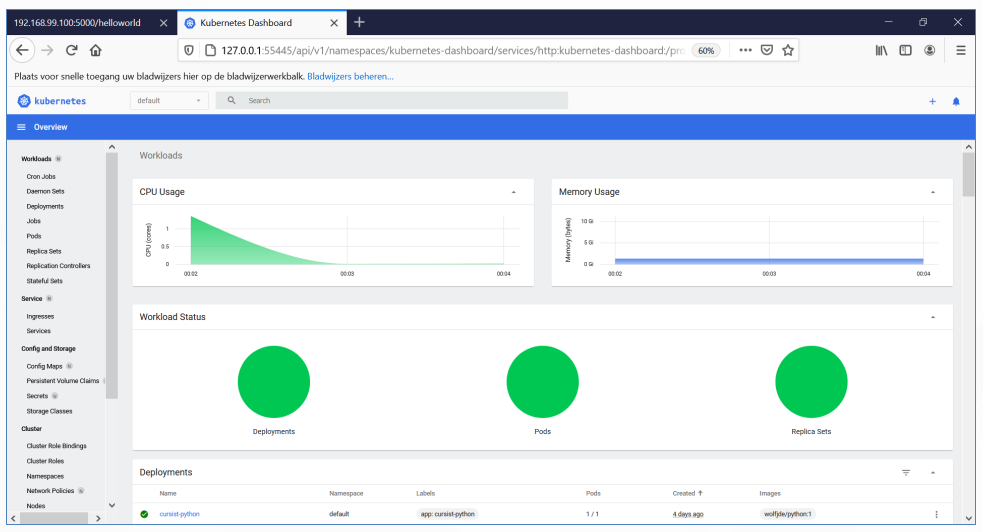 192.168.99.100:5000/helloworld
Kubernetes Dashboard
127.0.0.1:55445/api/v1/namespaces/kubernetes-dashboard/services/http:kubernetes-dashboard:/pro
60%
Plaats voor snelle toegang uw bladwijzers hier op de bladwijzerwerkbalk. Bladwijzers beheren...
kubernetes
default
Search
Overview
Workloads N
Cron Jobs
Daemon Sets
Deployments
Jobs
Pods
Replica Sets
Replication Controllers
Stateful Sets
Service N
Ingresses
Services
Config and Storage
Config Maps N
Persistent Volume Claims
Secrets N
Storage Classes
Cluster
Cluster Role Bindings
Cluster Roles
Namespaces
Network Policies N
Nodes
Workloads
CPU Usage
CPU (cores)
1
0.5
0
00:02
00:03
00:04
Memory Usage
Memory (bytes)
10 Gi
5 Gi
0 Gi
00:02
00:03
00:04
Workload Status
Deployments
Pods
Replica Sets
Deployments
Name Namespace Labels Pods Created ↑ Images
cursist-python default app: cursist-python 1 / 1 4 days ago wolfjde/python:1